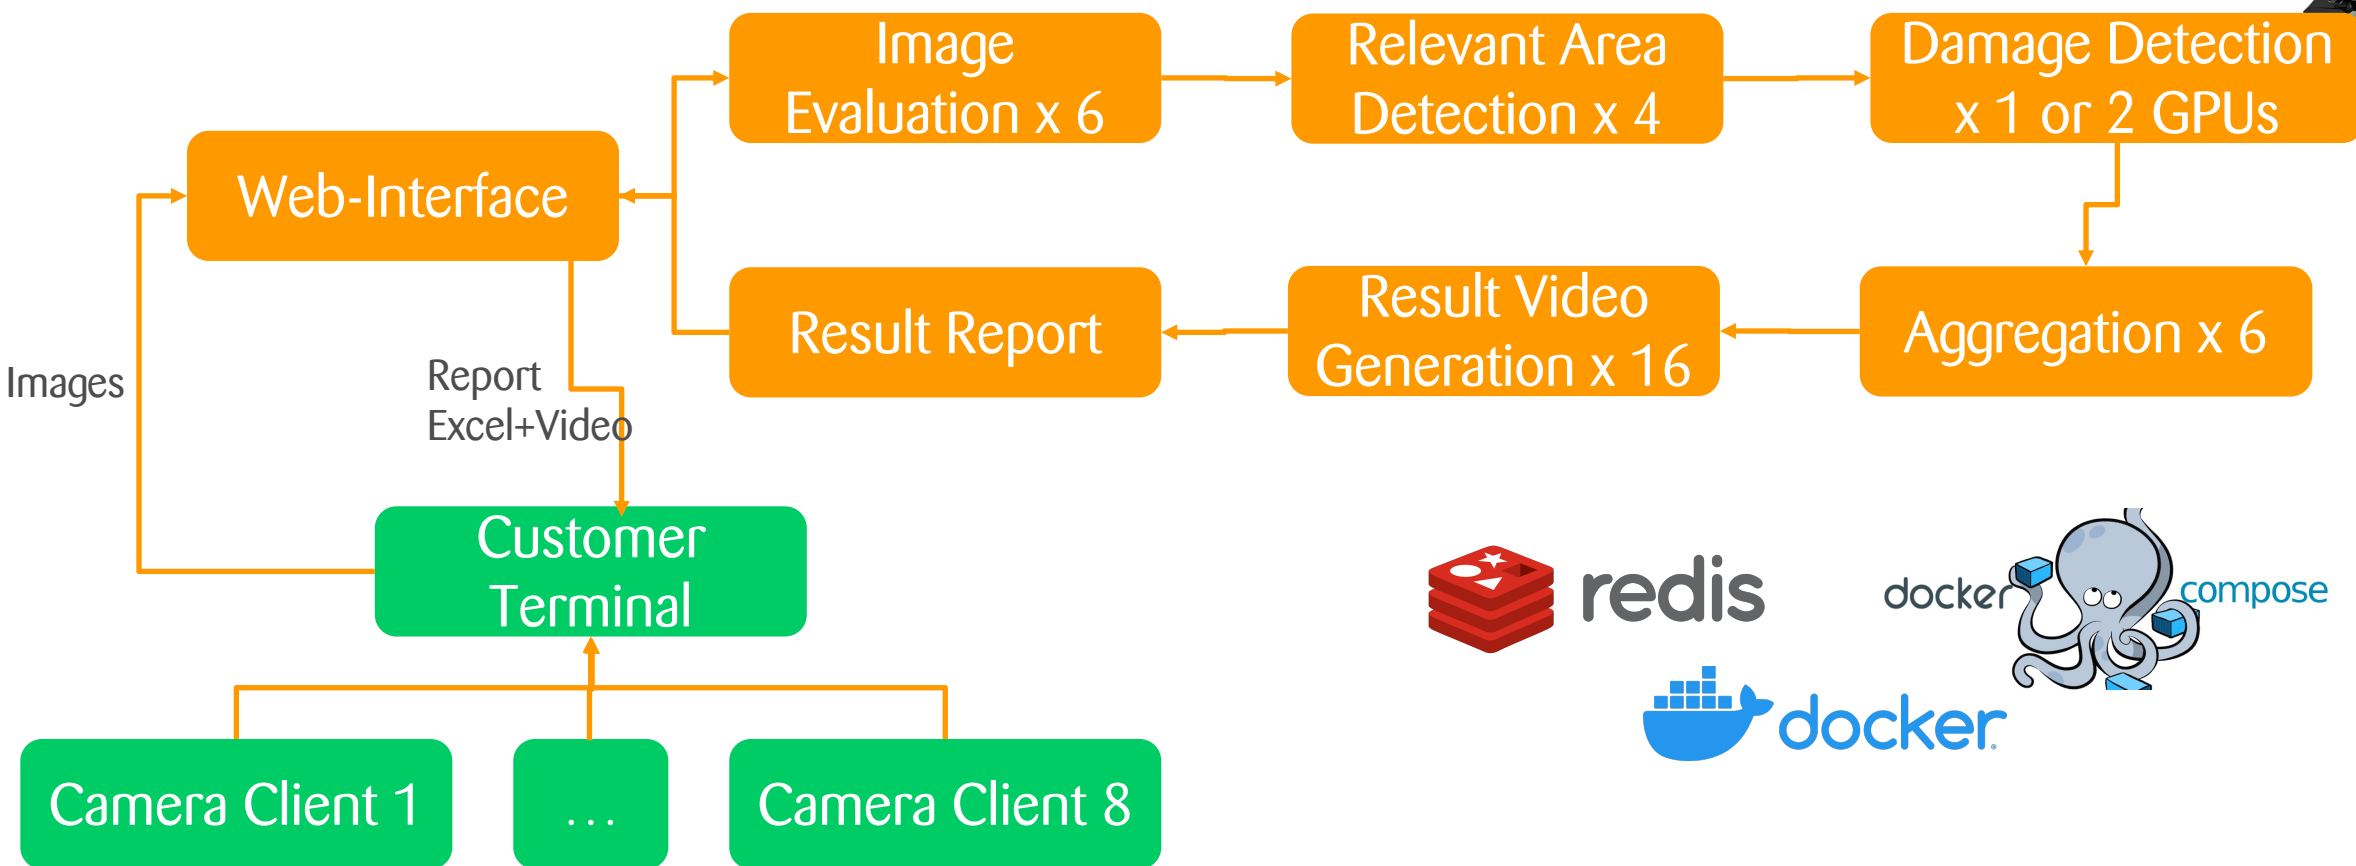 Image
Evaluation x 6
Relevant Area
Detection x 4
Damage Detection
x 1 or 2 GPUs
Web-Interface
Result Report
Result Video
Generation x 16
Aggregation x 6
Images
Report
Excel+Video
Customer
Terminal
redis
docker
compose
docker
Camera Client 1
...
Camera Client 8